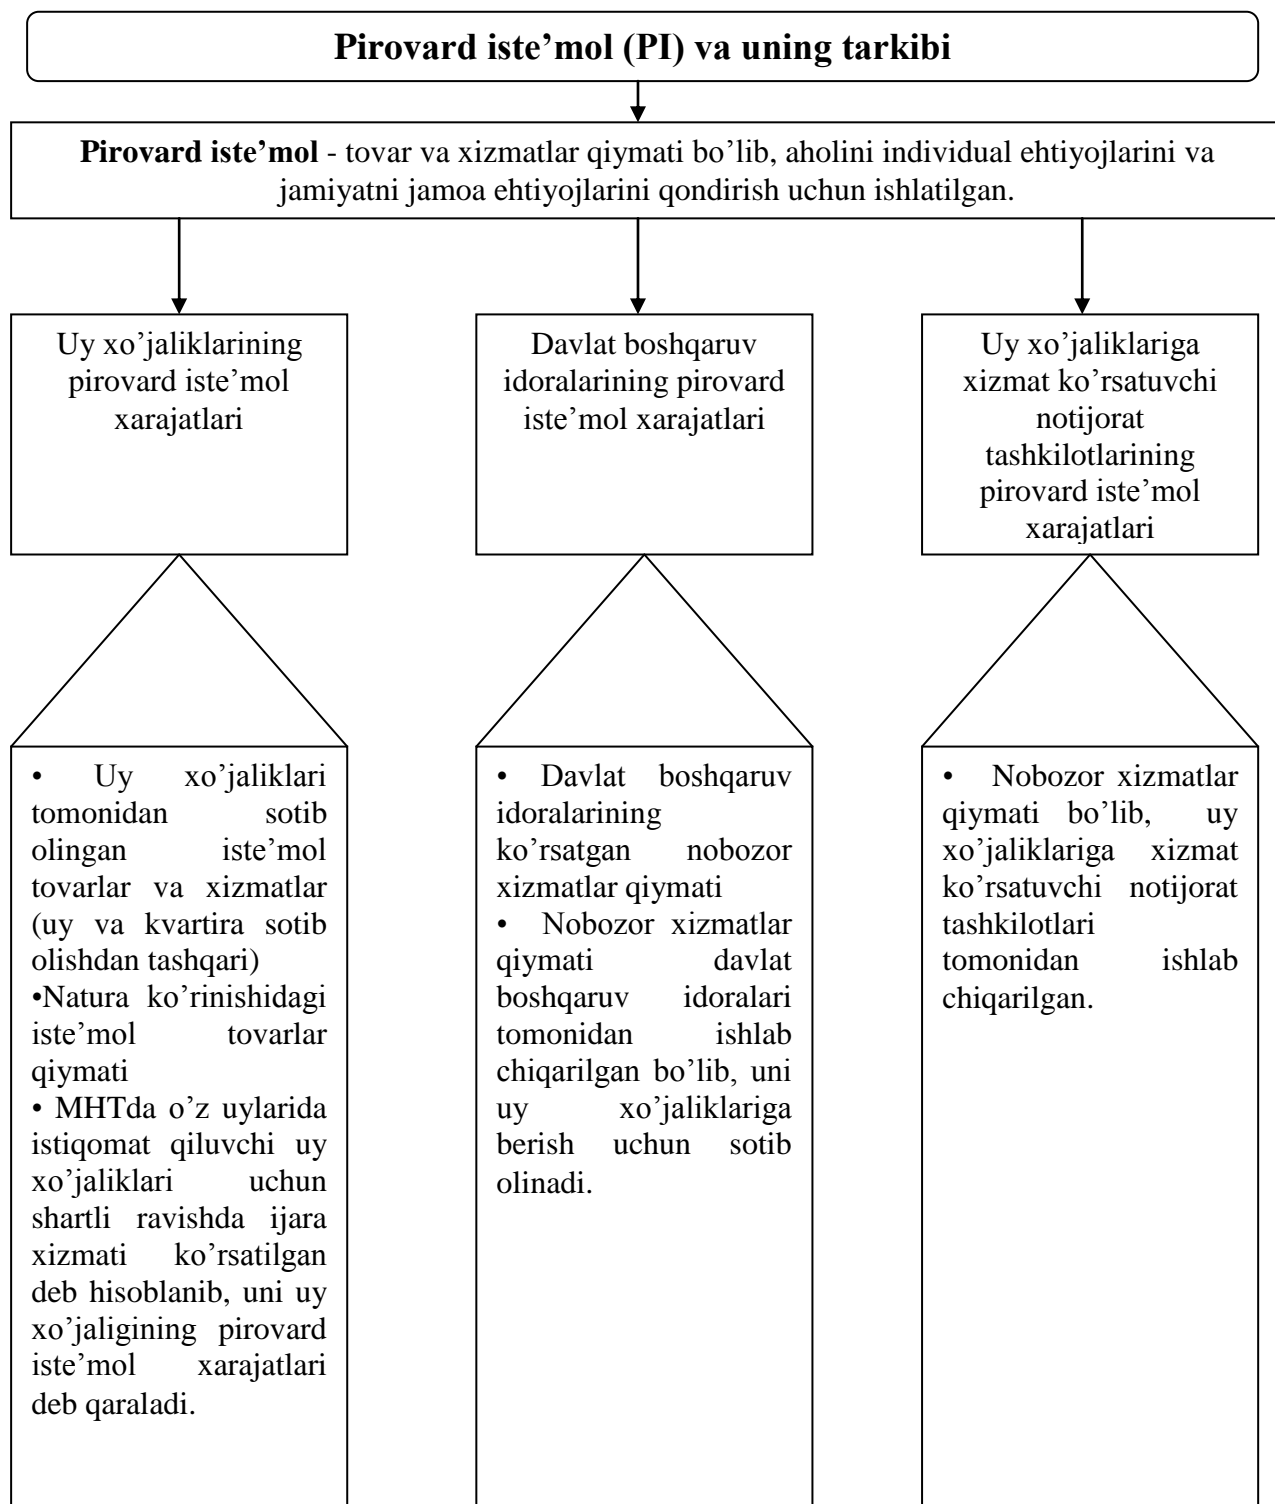 Pirovard iste’mol (PI) va uning tarkibi
Pirovard iste’mol - tovar va xizmatlar qiymati bo’lib, aholini individual ehtiyojlarini va
jamiyatni jamoa ehtiyojlarini qondirish uchun ishlatilgan.
Uy xo’jaliklarining
pirovard iste’mol
xarajatlari
Davlat boshqaruv
idoralarining pirovard
iste’mol xarajatlari
Uy xo’jaliklariga
xizmat ko’rsatuvchi
notijorat
tashkilotlarining
pirovard iste’mol
xarajatlari
• Uy xo’jaliklari
tomonidan sotib
olingan iste’mol
tovarlar va xizmatlar
(uy va kvartira sotib
olishdan tashqari)
•Natura ko’rinishidagi
iste’mol tovarlar
qiymati
• MHTda o’z uylarida
istiqomat qiluvchi uy
xo’jaliklari uchun
shartli ravishda ijara
xizmati ko’rsatilgan
deb hisoblanib, uni uy
xo’jaligining pirovard
iste’mol xarajatlari
deb qaraladi.
• Davlat boshqaruv
idoralarining
ko’rsatgan nobozor
xizmatlar qiymati
• Nobozor xizmatlar
qiymati davlat
boshqaruv idoralari
tomonidan ishlab
chiqarilgan bo’lib, uni
uy xo’jaliklariga
berish uchun sotib
olinadi.
• Nobozor xizmatlar
qiymati bo’lib, uy
xo’jaliklariga xizmat
ko’rsatuvchi notijorat
tashkilotlari
tomonidan ishlab
chiqarilgan.